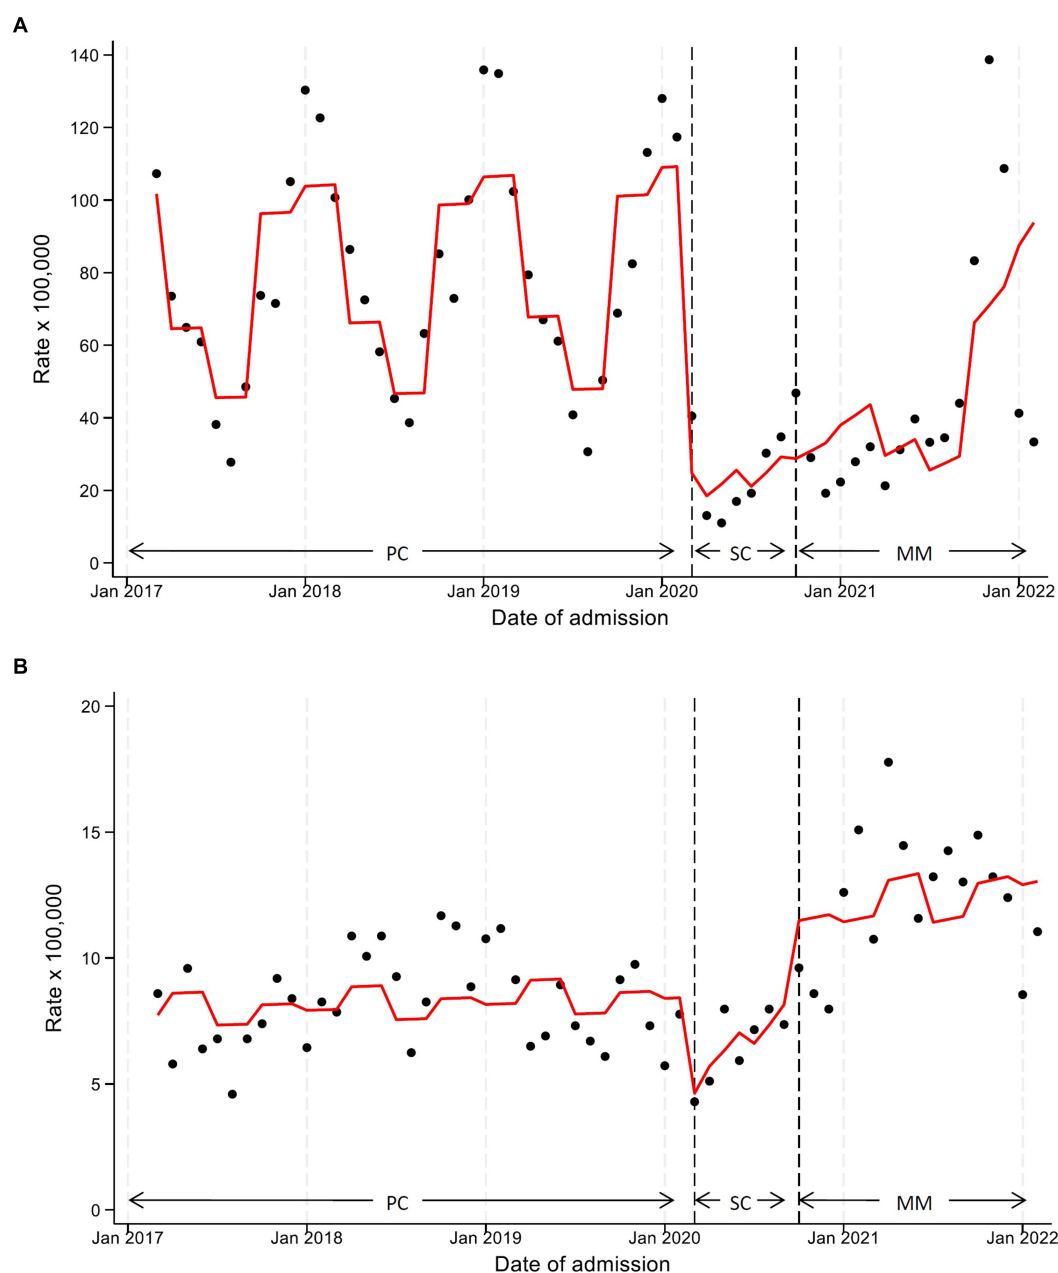 A
140
120
100
80
60
40
20
0
Rate x 100,000
PC SC MM
Jan 2017 Jan 2018 Jan 2019 Jan 2020 Jan 2021 Jan 2022
Date of admission
B
20
15
10
5
0
Rate x 100,000
PC SC MM
Jan 2017 Jan 2018 Jan 2019 Jan 2020 Jan 2021 Jan 2022
Date of admission